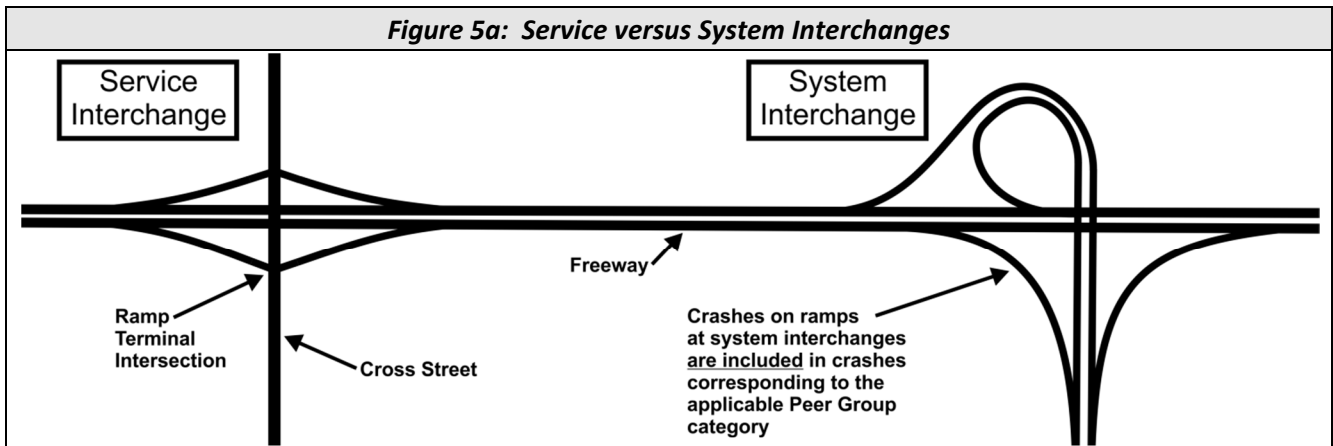 Figure 5a: Service versus System Interchanges
Service
Interchange
System
Interchange
Freeway
Ramp
Terminal
Intersection
Cross Street
Crashes on ramps
at system interchanges
are included in crashes
corresponding to the
applicable Peer Group
category